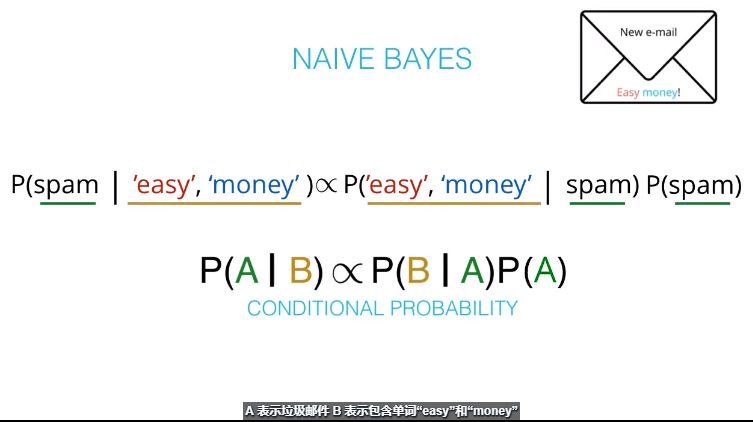 NAIVE BAYES
New e-mail
Easy money!
P(spam | ’easy’, ‘money’ )∝ P(’easy’, ‘money’ | spam) P(spam)
P(A | B) ∝ P(B | A)P(A)
CONDITIONAL PROBABILITY
A 表示垃圾邮件 B 表示包含单词“easy”和“money”